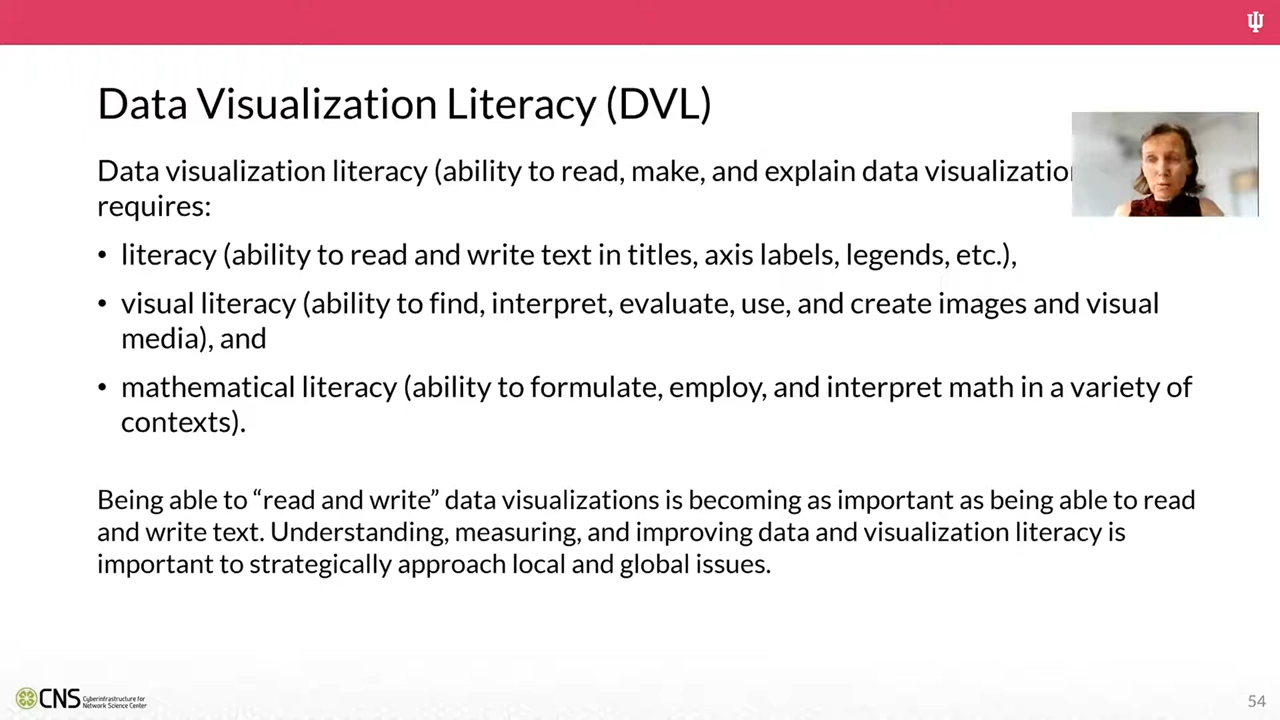 Data Visualization Literacy (DVL)
Data visualization literacy (ability to read, make, and explain data
requires:
• literacy (ability to read and write text in titles, axis labels, legends, etc.),
• visual literacy (ability to find, interpret, evaluate, use, and create images and visual
media), and
• mathematical literacy (ability to formulate, employ, and interpret math in a variety of
contexts).
Being able to “read and write” data visualizations is becoming as important as being able to read
and write text. Understanding, measuring, and improving data and visualization literacy is
important to strategically approach local and global issues.
CNS Cyberinfrastructure for
Network Science Center
54